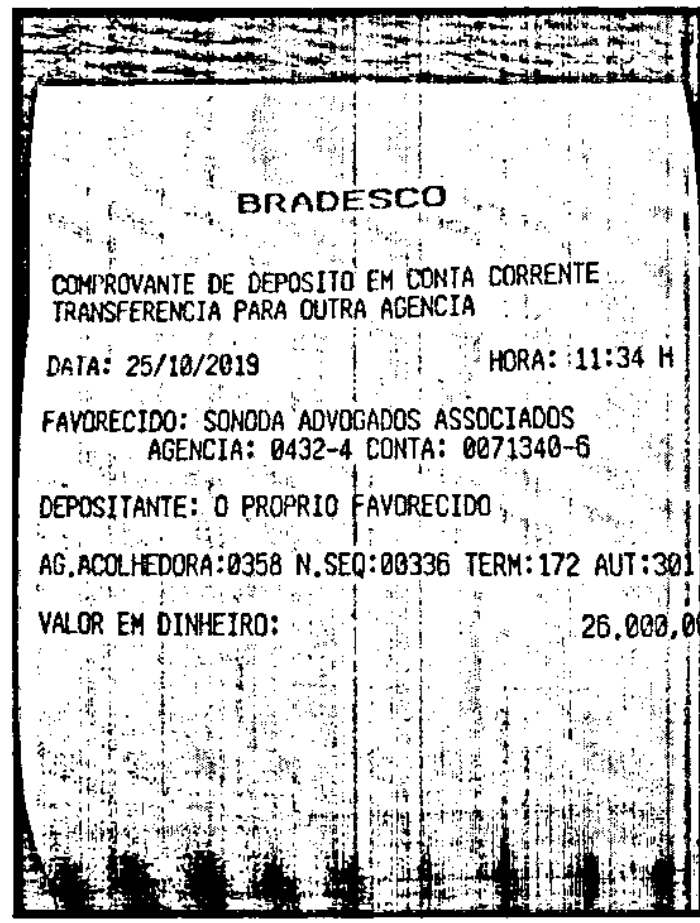 BRADESCO
COMPROVANTE DE DEPOSITO EM CONTA CORRENTE
TRANSFERENCIA PARA OUTRA AGENCIA
DATA: 25/10/2019 HORA: 11:34 H
FAVORECIDO: SONODA ADVOGADOS ASSOCIADOS
AGENCIA: 0432-4 CONTA: 0071340-6
DEPOSITANTE: O PROPRIO FAVORECIDO
AG.ACOLHEDORA:0358 N.SEQ:00336 TERM:172 AUT:301
VALOR EM DINHEIRO: 26.000,00